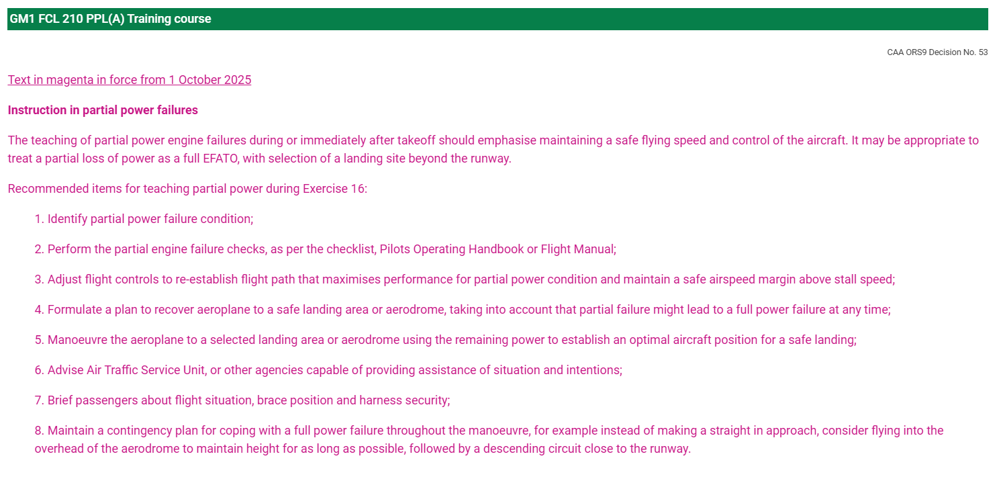 GM1 FCL 210 PPL(A) Training course
CAA ORS9 Decision No. 53
Text in magenta in force from 1 October 2025
Instruction in partial power failures
The teaching of partial power engine failures during or immediately after takeoff should emphasise maintaining a safe flying speed and control of the aircraft. It may be appropriate to
treat a partial loss of power as a full EFATO, with selection of a landing site beyond the runway.
Recommended items for teaching partial power during Exercise 16:
1. Identify partial power failure condition;
2. Perform the partial engine failure checks, as per the checklist, Pilots Operating Handbook or Flight Manual;
3. Adjust flight controls to re-establish flight path that maximises performance for partial power condition and maintain a safe airspeed margin above stall speed;
4. Formulate a plan to recover aeroplane to a safe landing area or aerodrome, taking into account that partial failure might lead to a full power failure at any time;
5. Manoeuvre the aeroplane to a selected landing area or aerodrome using the remaining power to establish an optimal aircraft position for a safe landing;
6. Advise Air Traffic Service Unit, or other agencies capable of providing assistance of situation and intentions;
7. Brief passengers about flight situation, brace position and harness security;
8. Maintain a contingency plan for coping with a full power failure throughout the manoeuvre, for example instead of making a straight in approach, consider flying into the
overhead of the aerodrome to maintain height for as long as possible, followed by a descending circuit close to the runway.